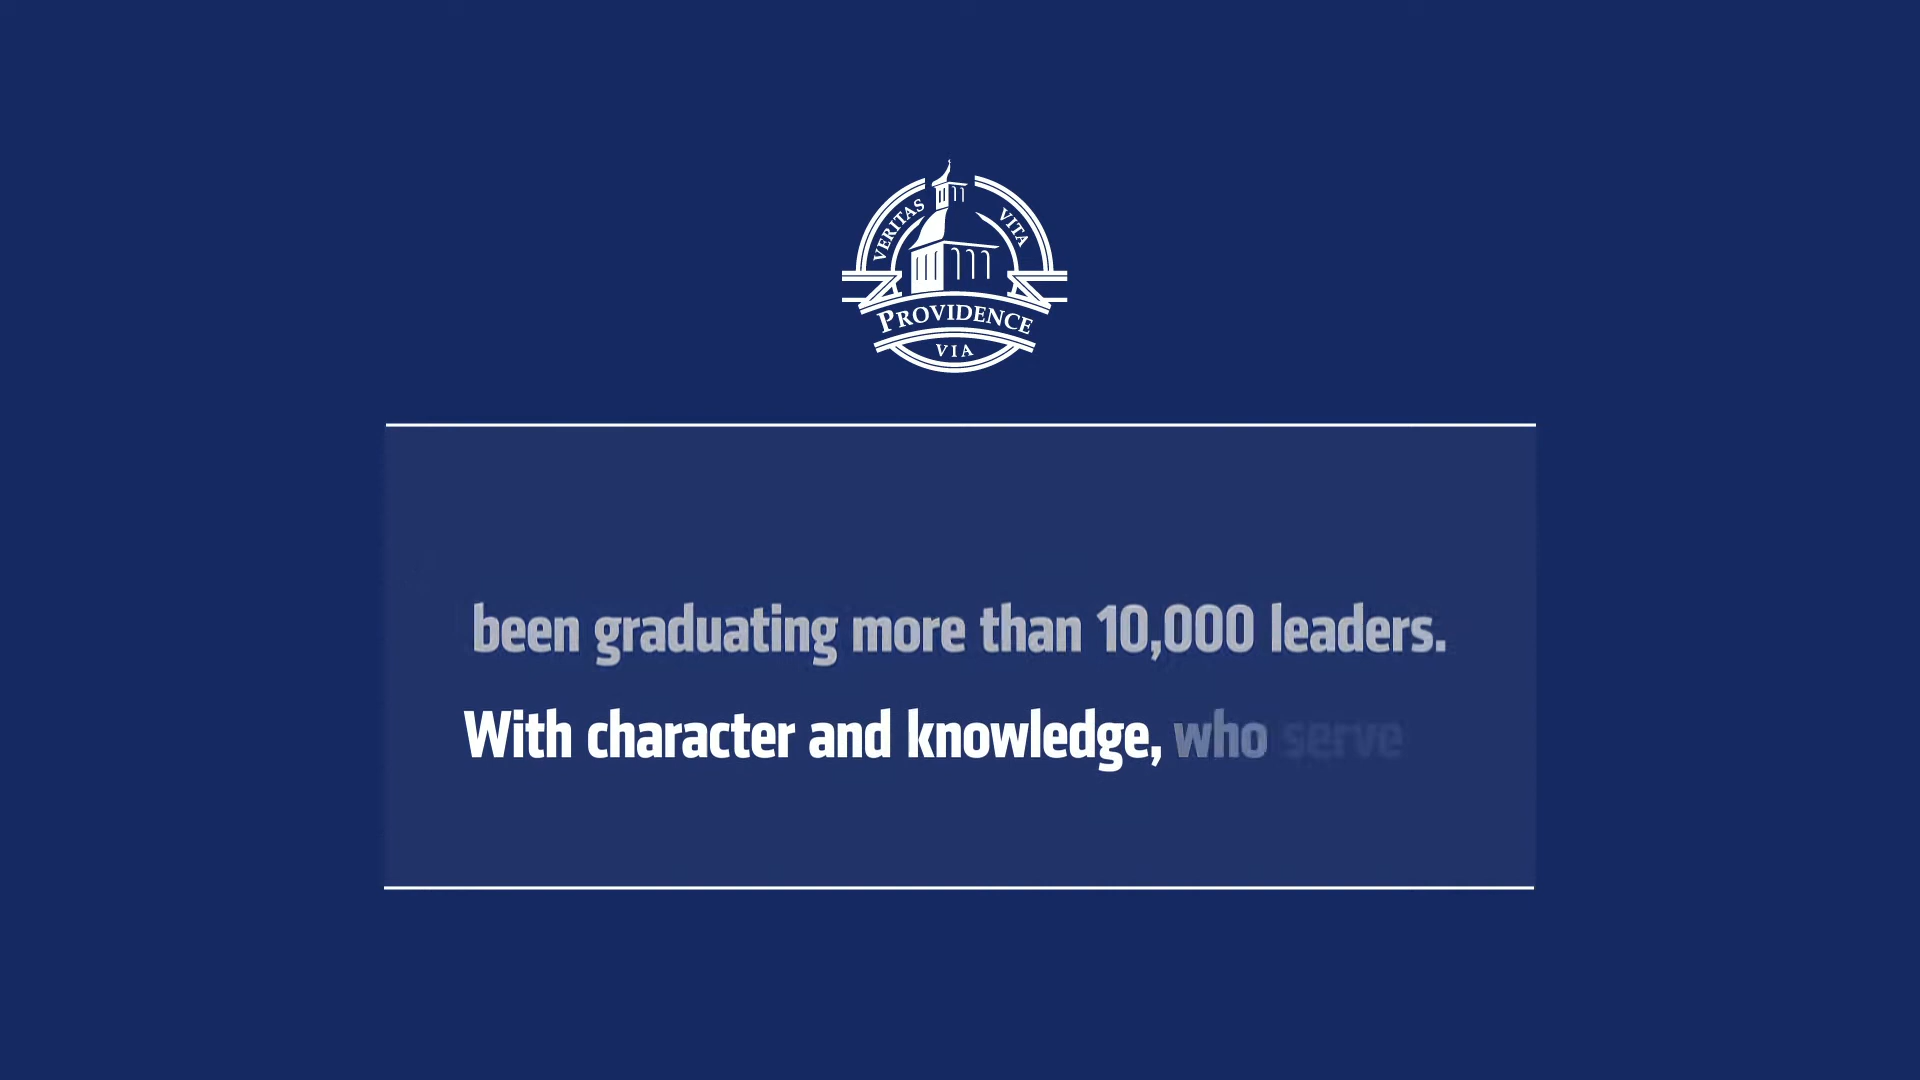 VERITAS VITA
PROVIDENCE
VIA
been graduating more than 10,000 leaders.
With character and knowledge, who serve